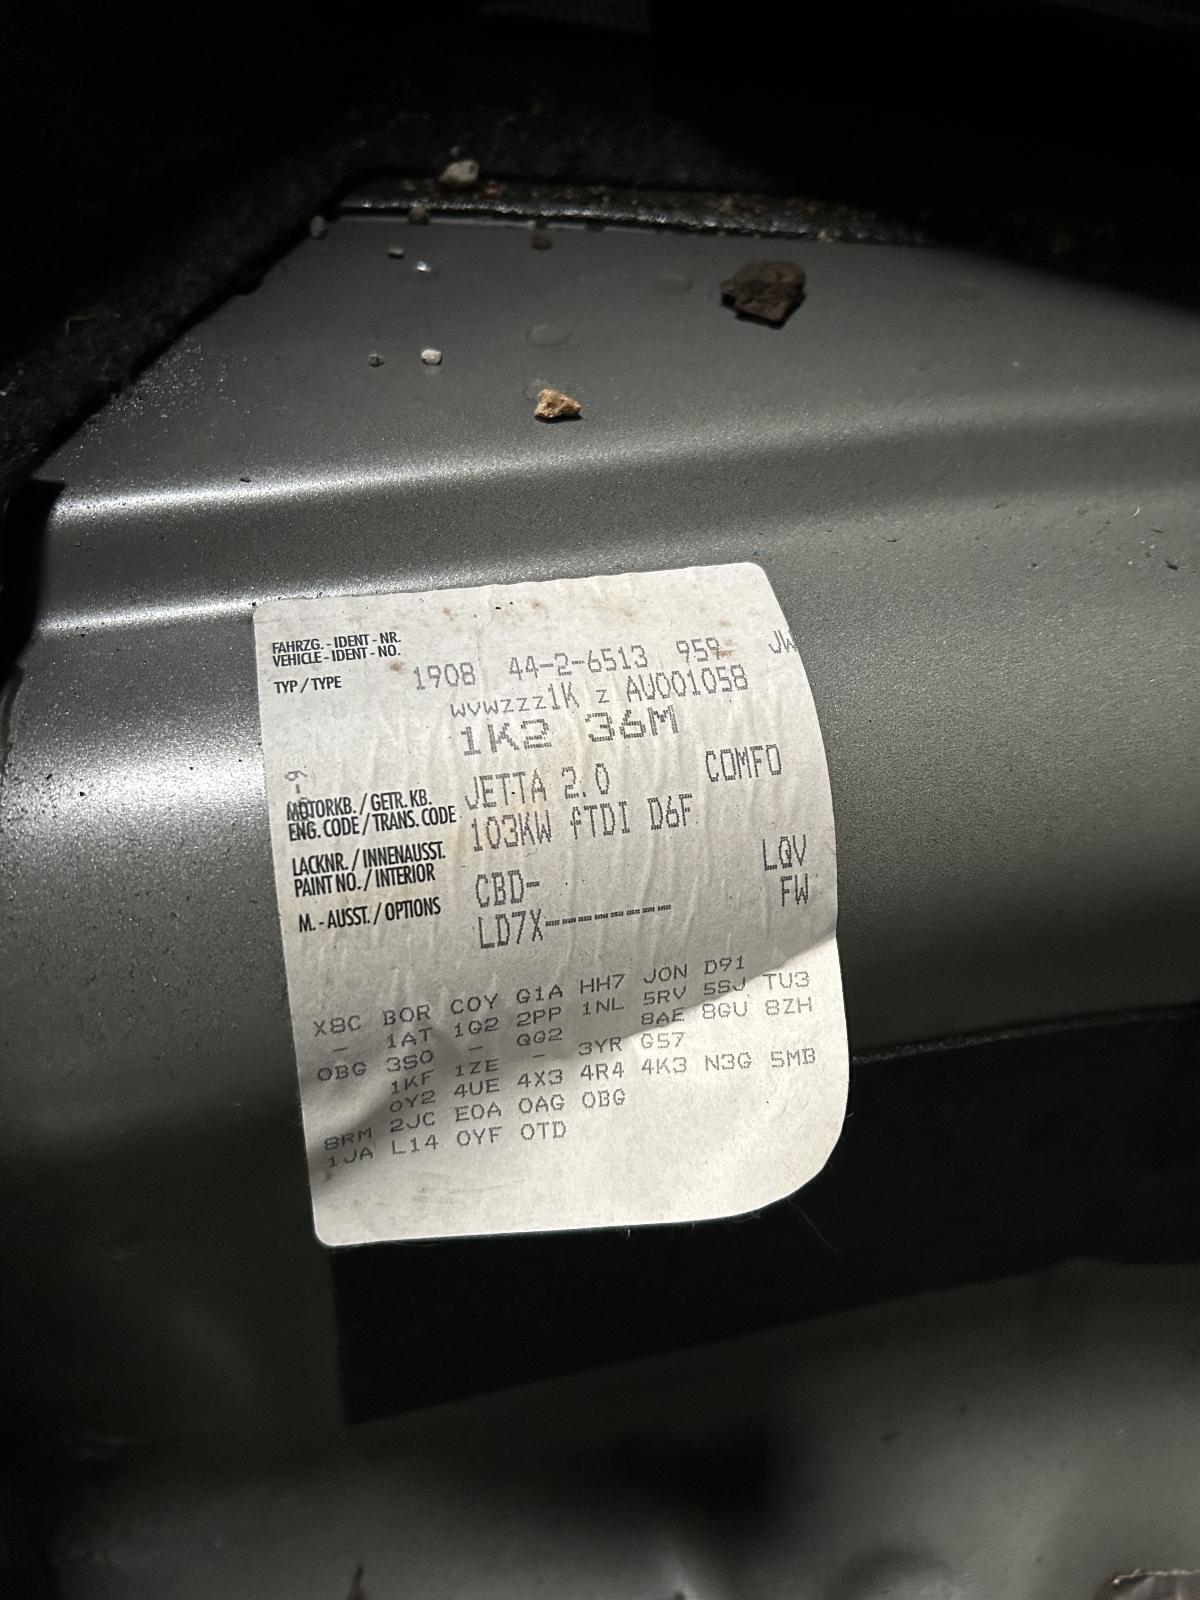 FAHRZG. - IDENT - NR.
VEHICLE - IDENT - NO.
1908 44-2-6513 959 JW
TYP / TYPE
WVWZZZ1K Z AU001058
1K2 36M
JETTA 2.0 COMFO
103KW fTDI D6F
MOTORKB. / GETR. KB.
ENG. CODE / TRANS. CODE
CBD- LQV
LACKNR. / INNENAUSST.
PAINT NO. / INTERIOR
LD7X--------- FW
M. - AUSST. / OPTIONS
X8C BOR COY G1A HH7 JON D91
- 1AT 1G2 2PP 1NL 5RV 5SJ TU3
0BG 3S0 - QG2 8AE 8GU 8ZH
1KF 1ZE - 3YR G57
0Y2 4UE 4X3 4R4 4K3 N3G 5MB
8RM 2JC E0A 0AG 0BG
1JA L14 0YF 0TD